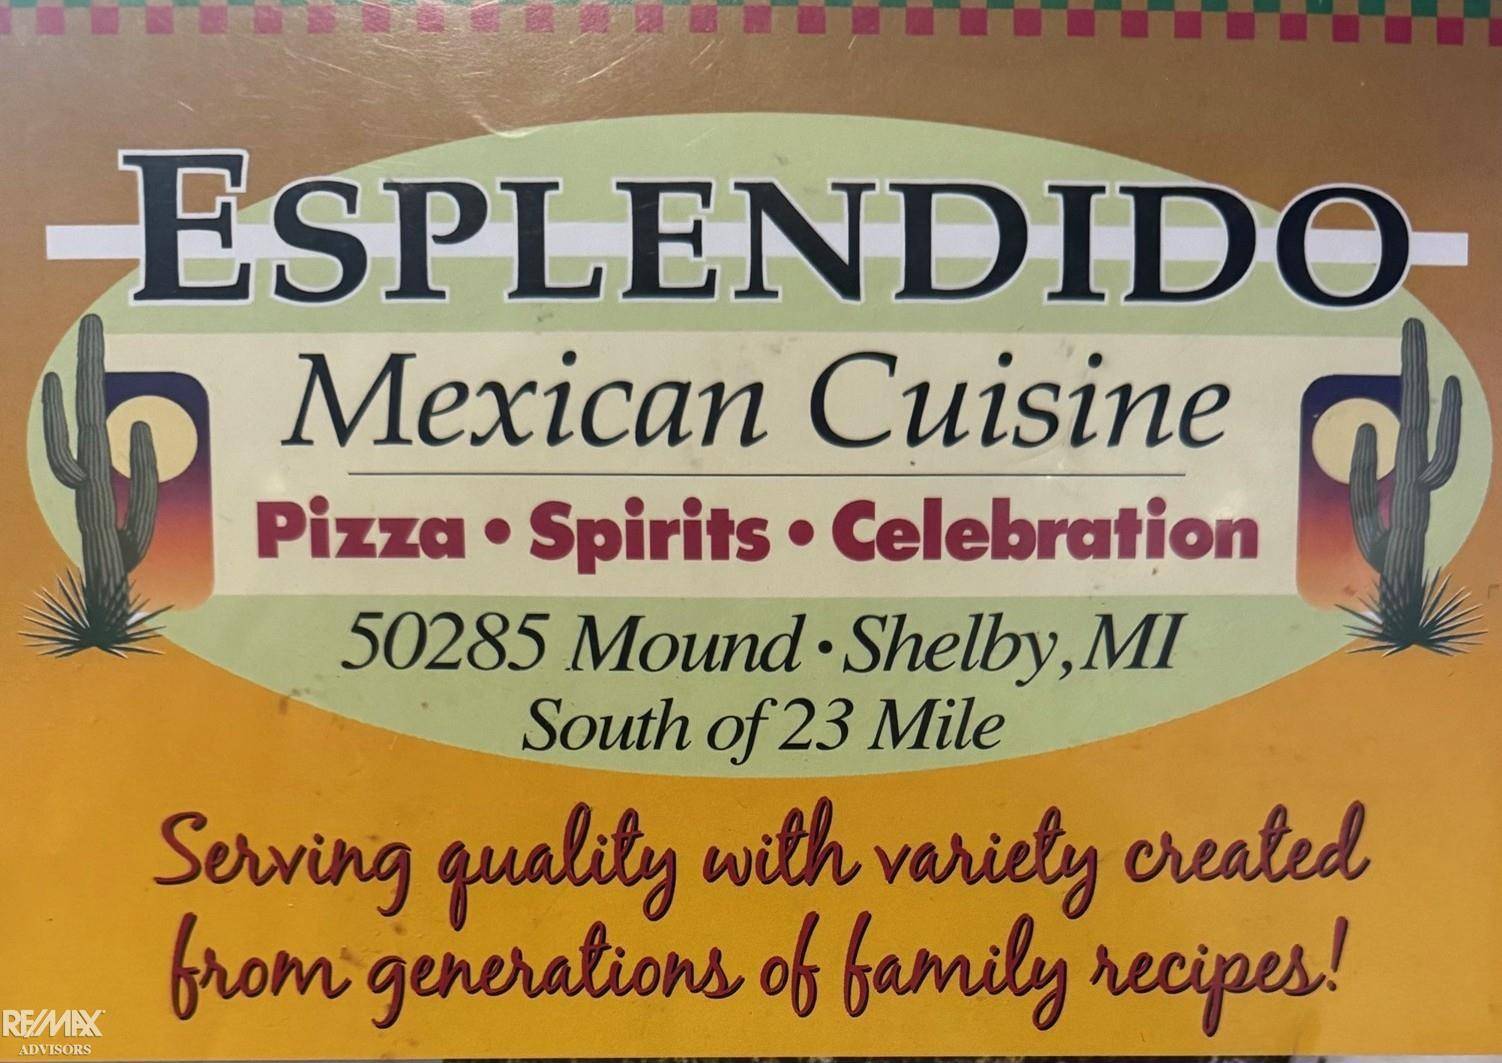 ESPLENDIDO
Mexican Cuisine
Pizza • Spirits • Celebration
50285 Mound • Shelby, MI
South of 23 Mile
Serving quality with variety created
from generations of family recipes!
RE/MAX
ADVISORS